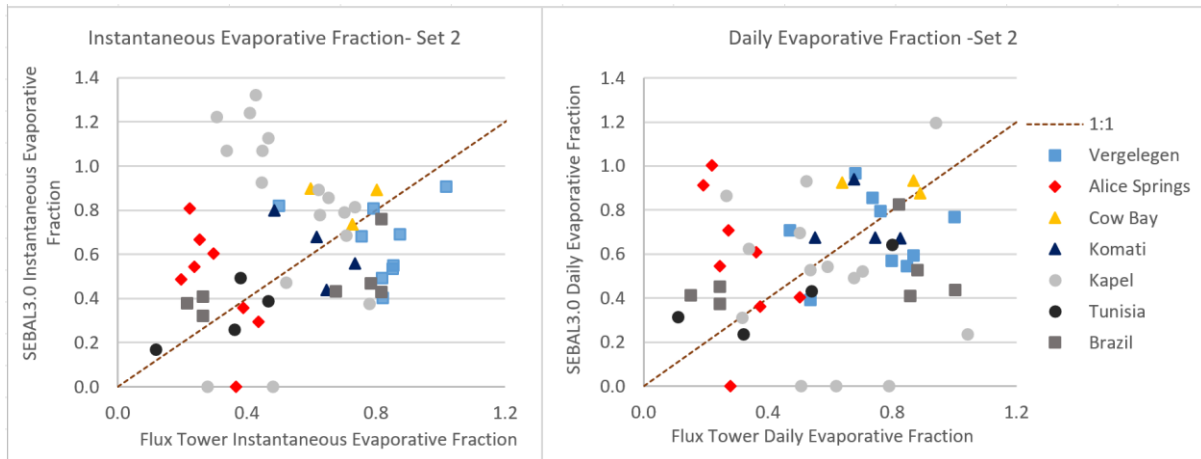 Instantaneous Evaporative Fraction- Set 2
SEBAL3.0 Instantaneous Evaporative
Fraction
1.4
1.2
1.0
0.8
0.6
0.4
0.2
0.0
0.0
0.4
0.8
1.2
Flux Tower Instantaneous Evaporative Fraction
Daily Evaporative Fraction -Set 2
SEBAL3.0 Daily Evaporative Fraction
1.4
1.2
1.0
0.8
0.6
0.4
0.2
0.0
0.0
0.4
0.8
1.2
Flux Tower Daily Evaporative Fraction
1:1
Vergelegen
Alice Springs
Cow Bay
Komati
Kapel
Tunisia
Brazil